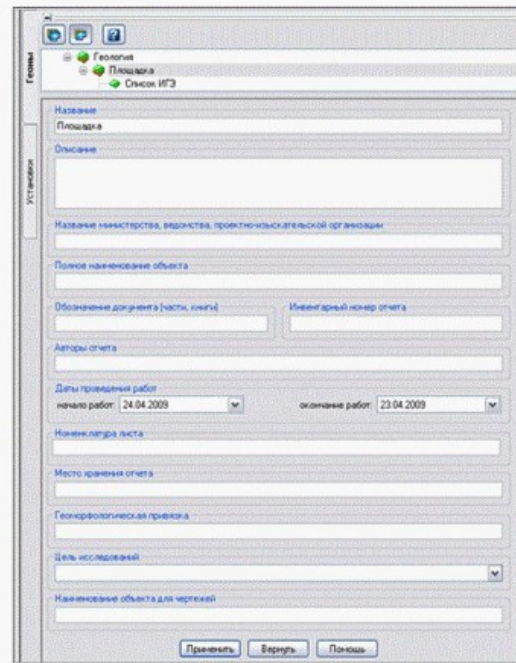 Геоны
Установки
Геология
Площадка
Список ИГЭ
Название
Площадка
Описание
Название министерства, ведомства, проектно-изыскательской организации
Полное наименование объекта
Обозначение документа (части, книги) Инвентарный номер отчета
Авторы отчета
Даты проведения работ
начало работ: 24.04.2009 окончание работ: 23.04.2009
Номенклатура листа
Место хранения отчета
Геоморфологическая привязка
Цель исследований
Наименование объекта для чертежей
Применить Вернуть Помощь